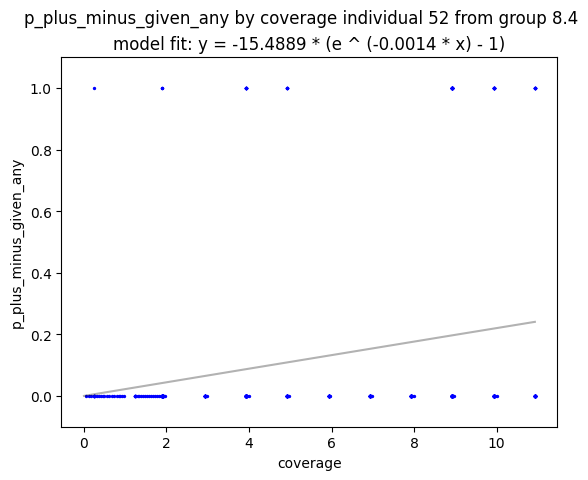 p_plus_minus_given_any by coverage individual 52 from group 8.4
model fit: y = -15.4889 * (e ^ (-0.0014 * x) - 1)
1.0
0.8
0.6
0.4
0.2
0.0
p_plus_minus_given_any
0 2 4 6 8 10
coverage